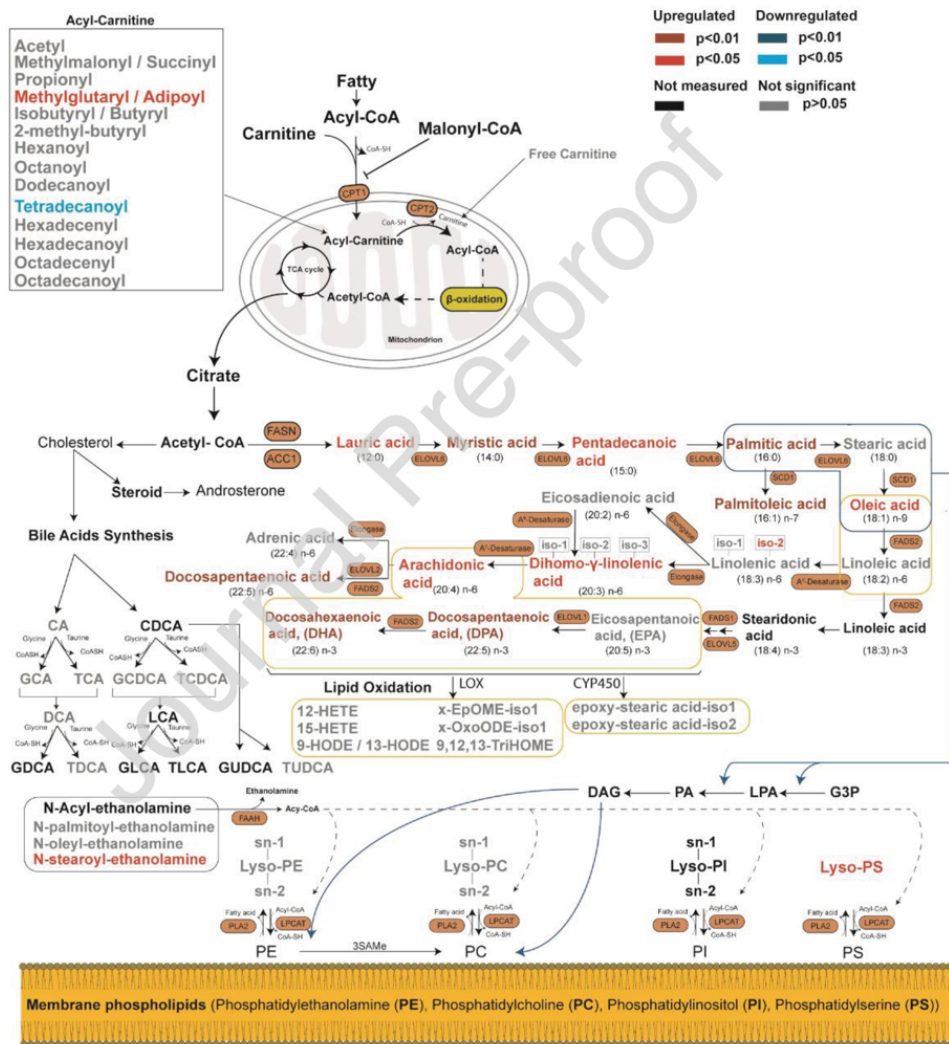 Acyl-Carnitine
Acetyl
Methylmalonyl / Succinyl
Propionyl
Methylglutaryl / Adipoyl
Isobutyryl / Butyryl
2-methyl-butyryl
Hexanoyl
Octanoyl
Dodecanoyl
Tetradecanoyl
Hexadecenyl
Hexadecanoyl
Octadecenyl
Octadecanoyl
Upregulated
p<0.01
p<0.05
Downregulated
p<0.01
p<0.05
Not measured
Not significant
p>0.05
Fatty
Acyl-CoA
Carnitine
Malonyl-CoA
CoA-SH
Free Carnitine
CPT1
CPT2
CoA-SH
Carnitine
Acyl-Carnitine
Acyl-CoA
TCA cycle
Acetyl-CoA
β-oxidation
Mitochondrion
Citrate
Journal Pre-proof
Cholesterol
Acetyl- CoA
FASN
ACC1
Lauric acid
(12:0)
ELOVL6
Myristic acid
(14:0)
ELOVL6
Pentadecanoic
acid
(15:0)
ELOVL6
Palmitic acid
(16:0)
ELOVL6
Stearic acid
(18:0)
SCD1
SCD1
Steroid
Androsterone
Bile Acids Synthesis
Palmitoleic acid
(16:1) n-7
Oleic acid
(18:1) n-9
FADS2
Eicosadienoic acid
(20:2) n-6
Elongase
Elongase
Adrenic acid
(22:4) n-6
iso-1
iso-2
iso-3
iso-1
iso-2
ELOVL2
FADS2
Docosapentaenoic acid
(22:5) n-6
Arachidonic
acid
(20:4) n-6
Dihomo-γ-linolenic
acid
(20:3) n-6
Elongase
Linolenic acid
(18:3) n-6
Linoleic acid
(18:2) n-6
FADS2
Docosahexaenoic
acid, (DHA)
(22:6) n-3
FADS2
Docosapentaenoic
acid, (DPA)
(22:5) n-3
ELOVL1
Eicosapentanoic
acid, (EPA)
(20:5) n-3
FADS1
ELOVL6
Stearidonic
acid
(18:4) n-3
Linoleic acid
(18:3) n-3
CA
Glycine
Taurine
CoASH
CoA-SH
GCA
TCA
CDCA
Glycine
Taurine
CoASH
CoA-SH
GCDCA
TCDCA
DCA
Glycine
Taurine
CoA-SH
CoA-SH
GDCA
TDCA
LCA
Glycine
Taurine
CoA-SH
CoA-SH
GLCA
TLCA
GUDCA
TUDCA
Lipid Oxidation
LOX
CYP450
12-HETE
x-EpOME-iso1
15-HETE
x-OxoODE-iso1
9-HODE / 13-HODE
9,12,13-TriHOME
epoxy-stearic acid-iso1
epoxy-stearic acid-iso2
N-Acyl-ethanolamine
N-palmitoyl-ethanolamine
N-oleyl-ethanolamine
N-stearoyl-ethanolamine
Ethanolamine
FAAH
Acy-CoA
DAG
PA
LPA
G3P
sn-1
Lyso-PE
sn-2
sn-1
Lyso-PC
sn-2
sn-1
Lyso-PI
sn-2
Lyso-PS
Fatty acid
Acyl-CoA
PLA2
LPCAT
CoA-SH
PE
3SAMe
Fatty acid
Acyl-CoA
PLA2
LPCAT
CoA-SH
PC
Fatty acid
Acyl-CoA
PLA2
LPCAT
CoA-SH
PI
Fatty acid
Acyl-CoA
PLA2
LPCAT
CoA-SH
PS
Membrane phospholipids (Phosphatidylethanolamine (PE), Phosphatidylcholine (PC), Phosphatidylinositol (PI), Phosphatidylserine (PS))